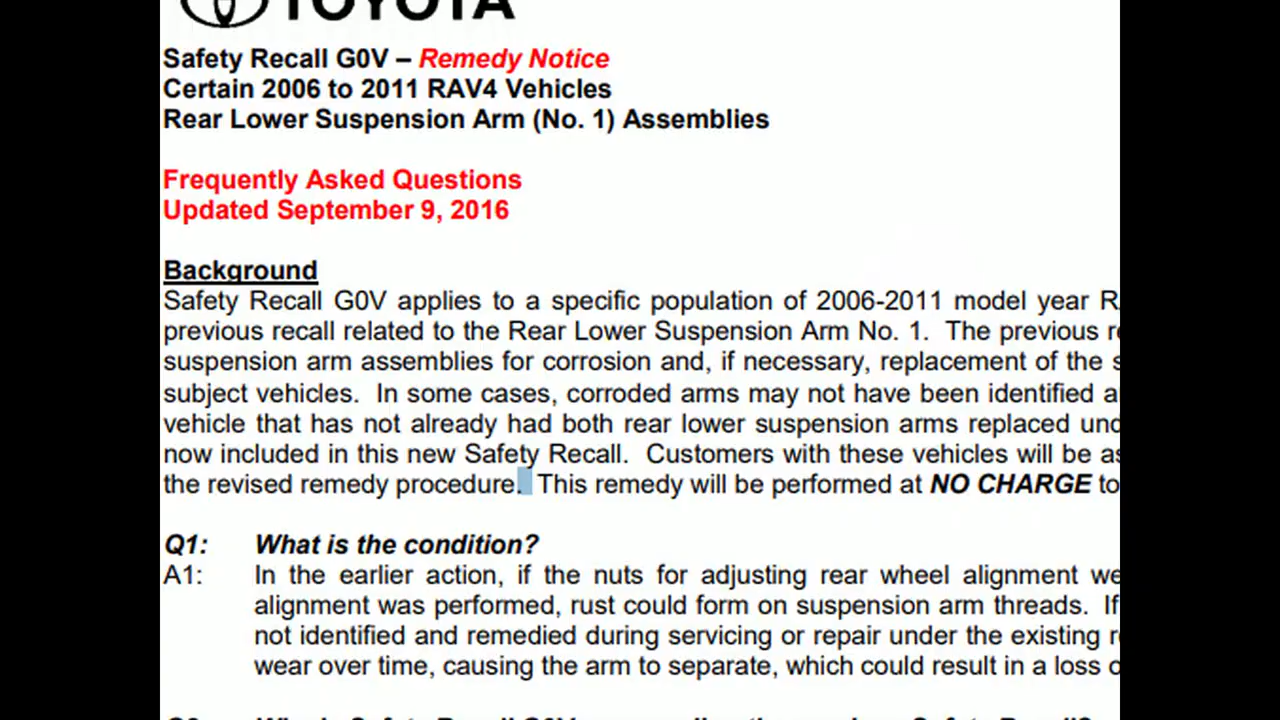 TOYOTA
Safety Recall G0V – Remedy Notice
Certain 2006 to 2011 RAV4 Vehicles
Rear Lower Suspension Arm (No. 1) Assemblies
Frequently Asked Questions
Updated September 9, 2016
Background
Safety Recall G0V applies to a specific population of 2006-2011 model year
previous recall related to the Rear Lower Suspension Arm No. 1. The previous
suspension arm assemblies for corrosion and, if necessary, replacement of the
subject vehicles. In some cases, corroded arms may not have been identified
vehicle that has not already had both rear lower suspension arms replaced
now included in this new Safety Recall. Customers with these vehicles will be
the revised remedy procedure. This remedy will be performed at NO CHARGE to
Q1: What is the condition?
A1: In the earlier action, if the nuts for adjusting rear wheel alignment
alignment was performed, rust could form on suspension arm threads. If
not identified and remedied during servicing or repair under the existing
wear over time, causing the arm to separate, which could result in a loss